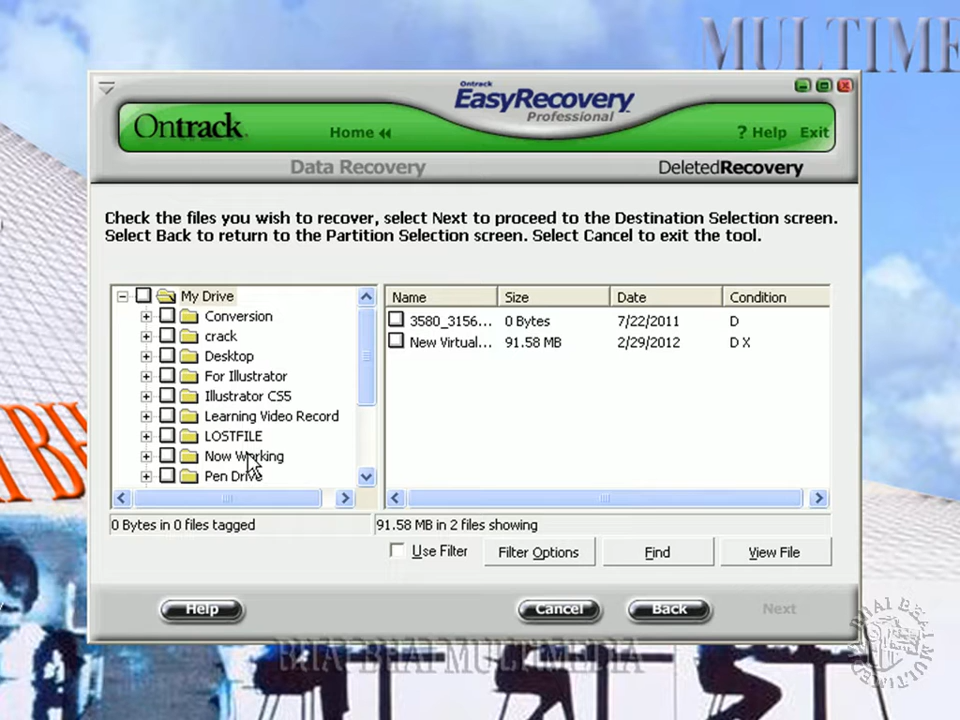 MULTIME
Ontrack
EasyRecovery
Professional
Ontrack
Home
? Help Exit
Data Recovery
DeletedRecovery
Check the files you wish to recover, select Next to proceed to the Destination Selection screen.
Select Back to return to the Partition Selection screen. Select Cancel to exit the tool.
My Drive
Conversion
crack
Desktop
For Illustrator
Illustrator CS5
Learning Video Record
LOSTFILE
Now Working
Pen Drive
Name Size Date Condition
3580_3156... 0 Bytes 7/22/2011 D
New Virtual... 91.58 MB 2/29/2012 D X
0 Bytes in 0 files tagged
91.58 MB in 2 files showing
Use Filter Filter Options Find View File
Help Cancel Back Next
BHAI BHAI MULTIMEDIA
BHAI BHAI MULTIMEDIA